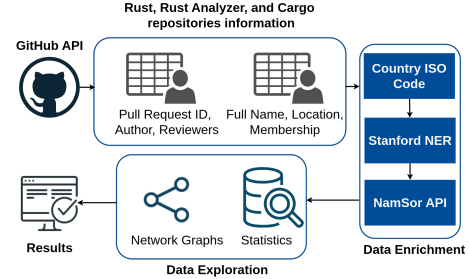 Rust, Rust Analyzer, and Cargo
repositories information
GitHub API
Pull Request ID,
Author, Reviewers
Full Name, Location,
Membership
Country ISO
Code
Stanford NER
NamSor API
Data Enrichment
Network Graphs
Statistics
Data Exploration
Results